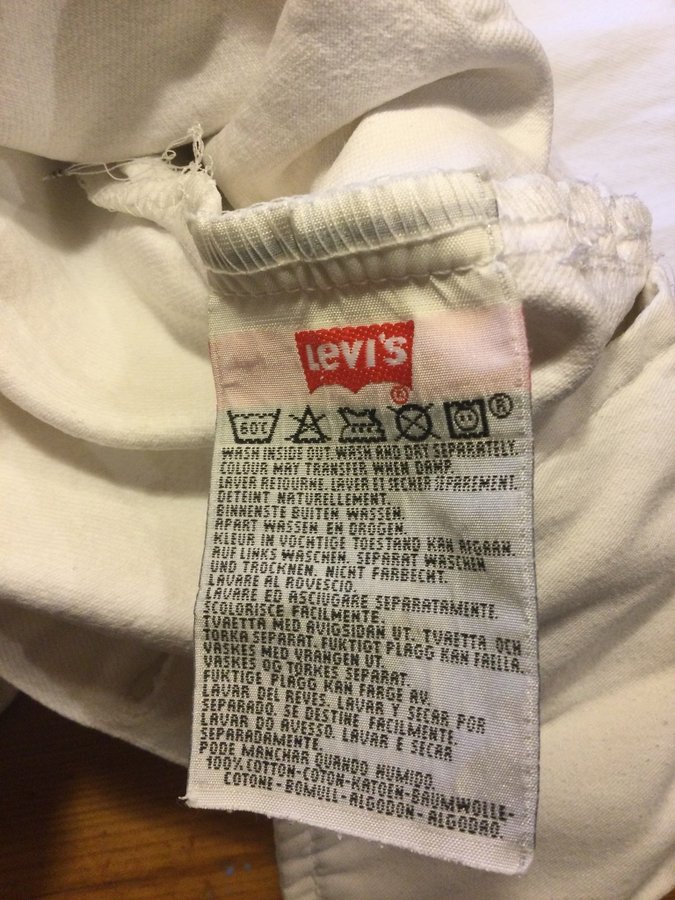 Levi's
®
60C ®
WASH INSIDE OUT. WASH AND DRY SEPARATELY.
COLOUR MAY TRANSFER WHEN DAMP.
LAVER RETOURNE. LAVER ET SECHER SEPAREMENT.
DETEINT NATURELLEMENT.
BINNENSTE BUITEN WASSEN.
APART WASSEN EN DROGEN.
KLEUR IN VOCHTIGE TOESTAND KAN AFGAAN.
AUF LINKS WASCHEN. SEPARAT WASCHEN
UND TROCKNEN. NICHT FARBECHT.
LAVARE AL ROVESCIO.
LAVARE ED ASCIUGARE SEPARATAMENTE.
SCOLORISCE FACILMENTE.
TVAETTA MED AVIGSIDAN UT. TVAETTA OCH
TORKA SEPARAT. FUKTIGT PLAGG KAN FAELLA.
VASKES MED VRANGEN UT.
VASKES OG TØRKES SEPARAT.
FUKTIGE PLAGG KAN FARGE AV.
LAVAR DEL REVES. LAVAR Y SECAR POR
SEPARADO. SE DESTINE FACILMENTE.
LAVAR DO AVESSO. LAVAR E SECAR
SEPARADAMENTE.
PODE MANCHAR QUANDO HUMIDO.
100% COTTON-COTON-KATOEN-BAUMWOLLE-
COTONE-BOMULL-ALGODON-ALGODAO.